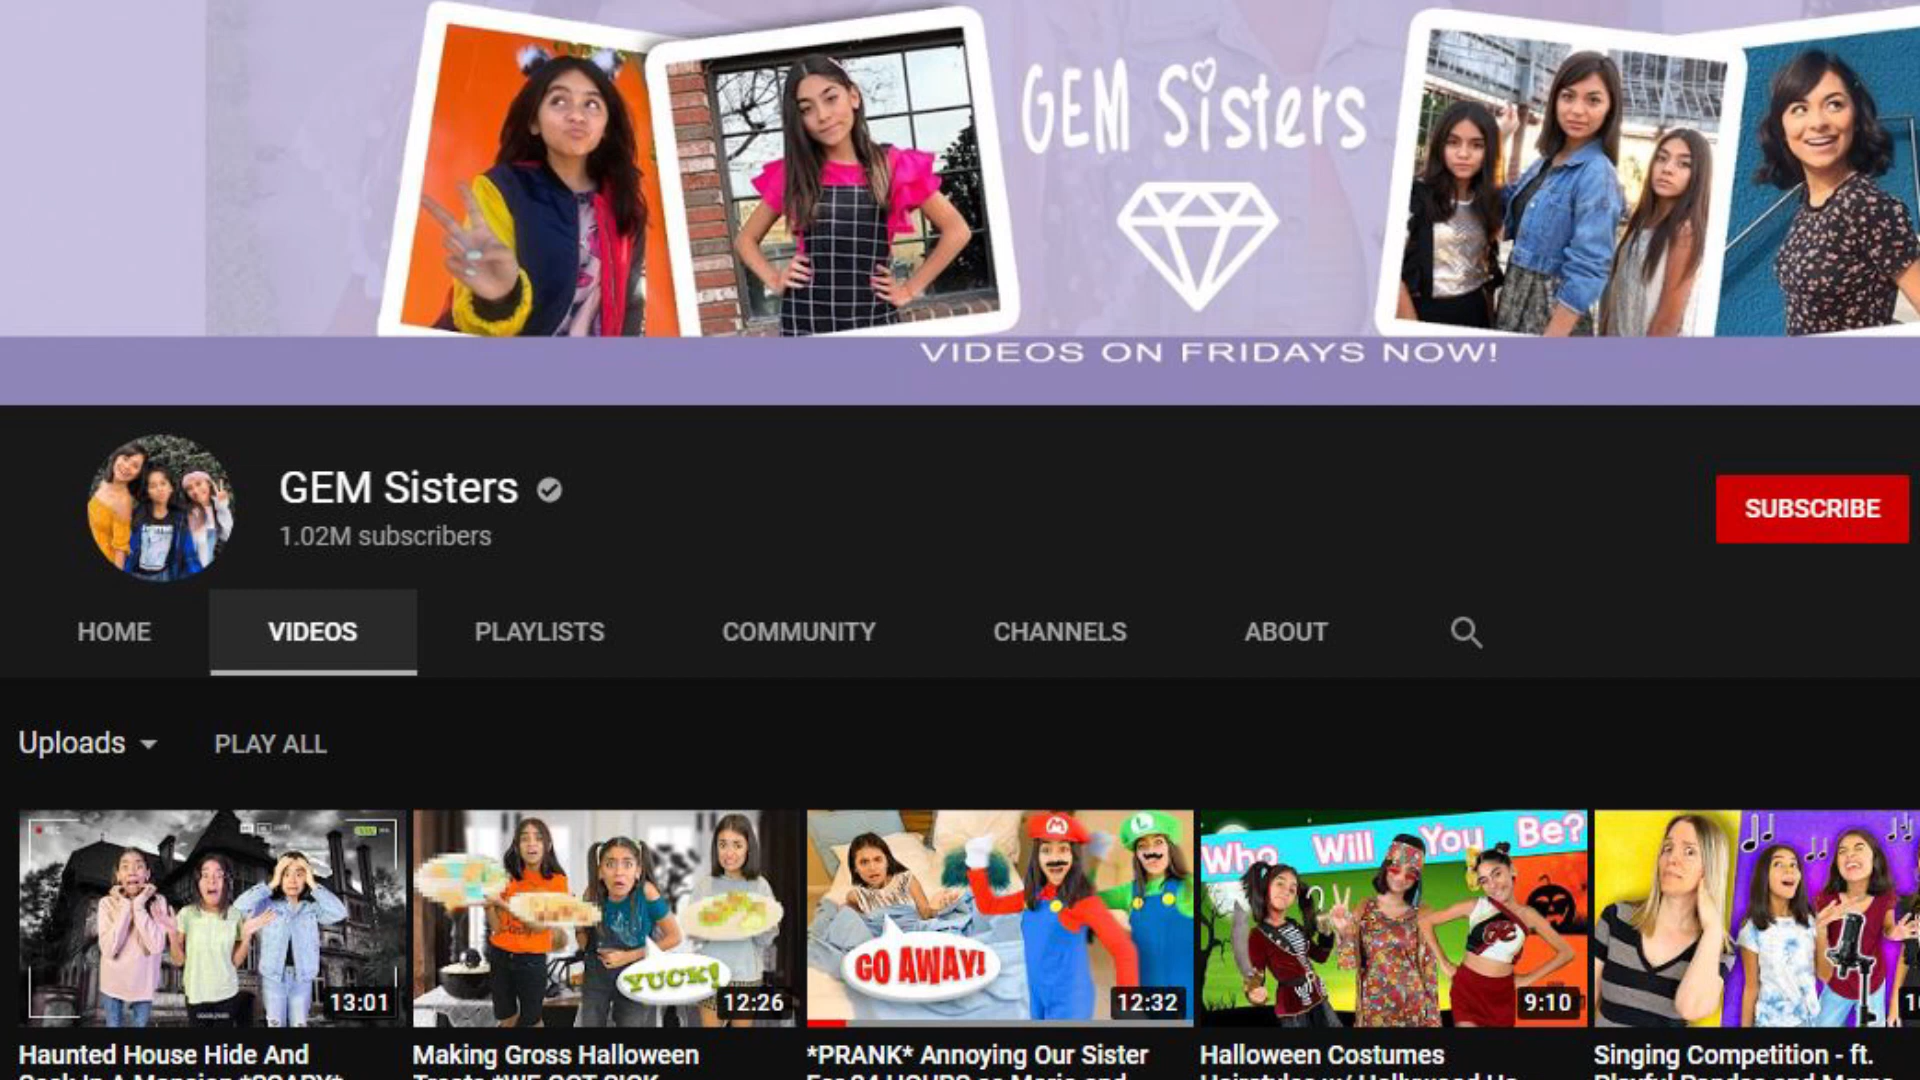 GEM Sisters
VIDEOS ON FRIDAYS NOW!
GEM Sisters
1.02M subscribers
SUBSCRIBE
HOME VIDEOS PLAYLISTS COMMUNITY CHANNELS ABOUT
Uploads PLAY ALL
REC
Who Will You Be?
GO AWAY!
YUCK!
13:01 12:26 12:32 9:10
Haunted House Hide And
Making Gross Halloween
*PRANK* Annoying Our Sister
Halloween Costumes
Singing Competition - ft.